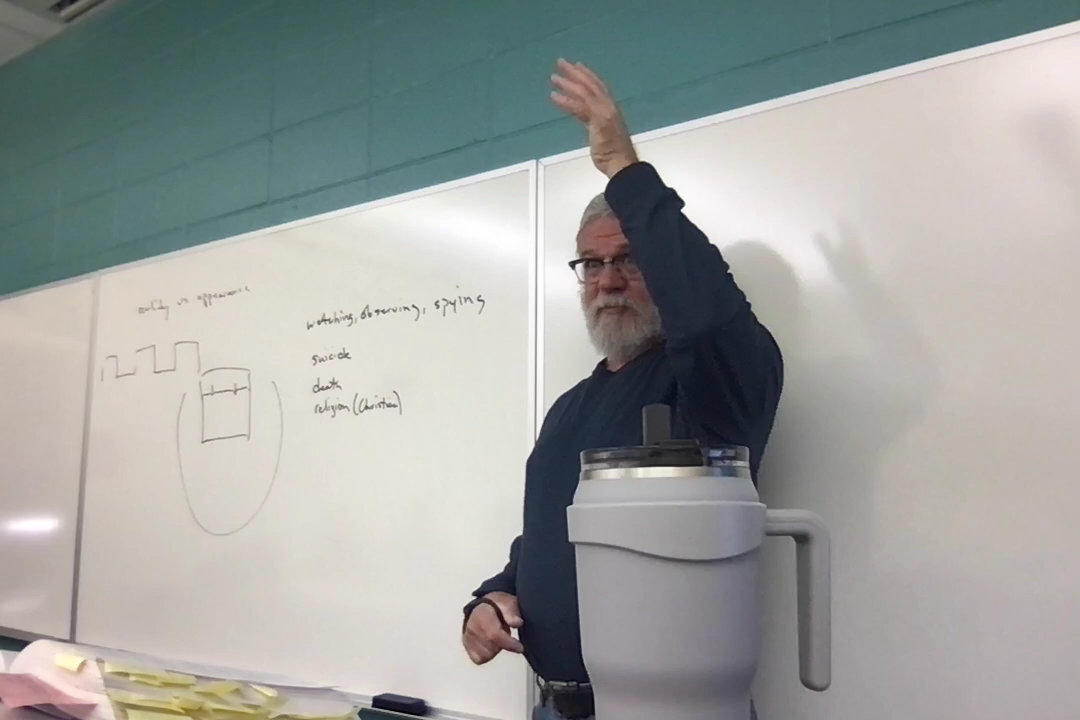 reality vs appearance
watching, observing, spying
suicide
death
religion (Christian)